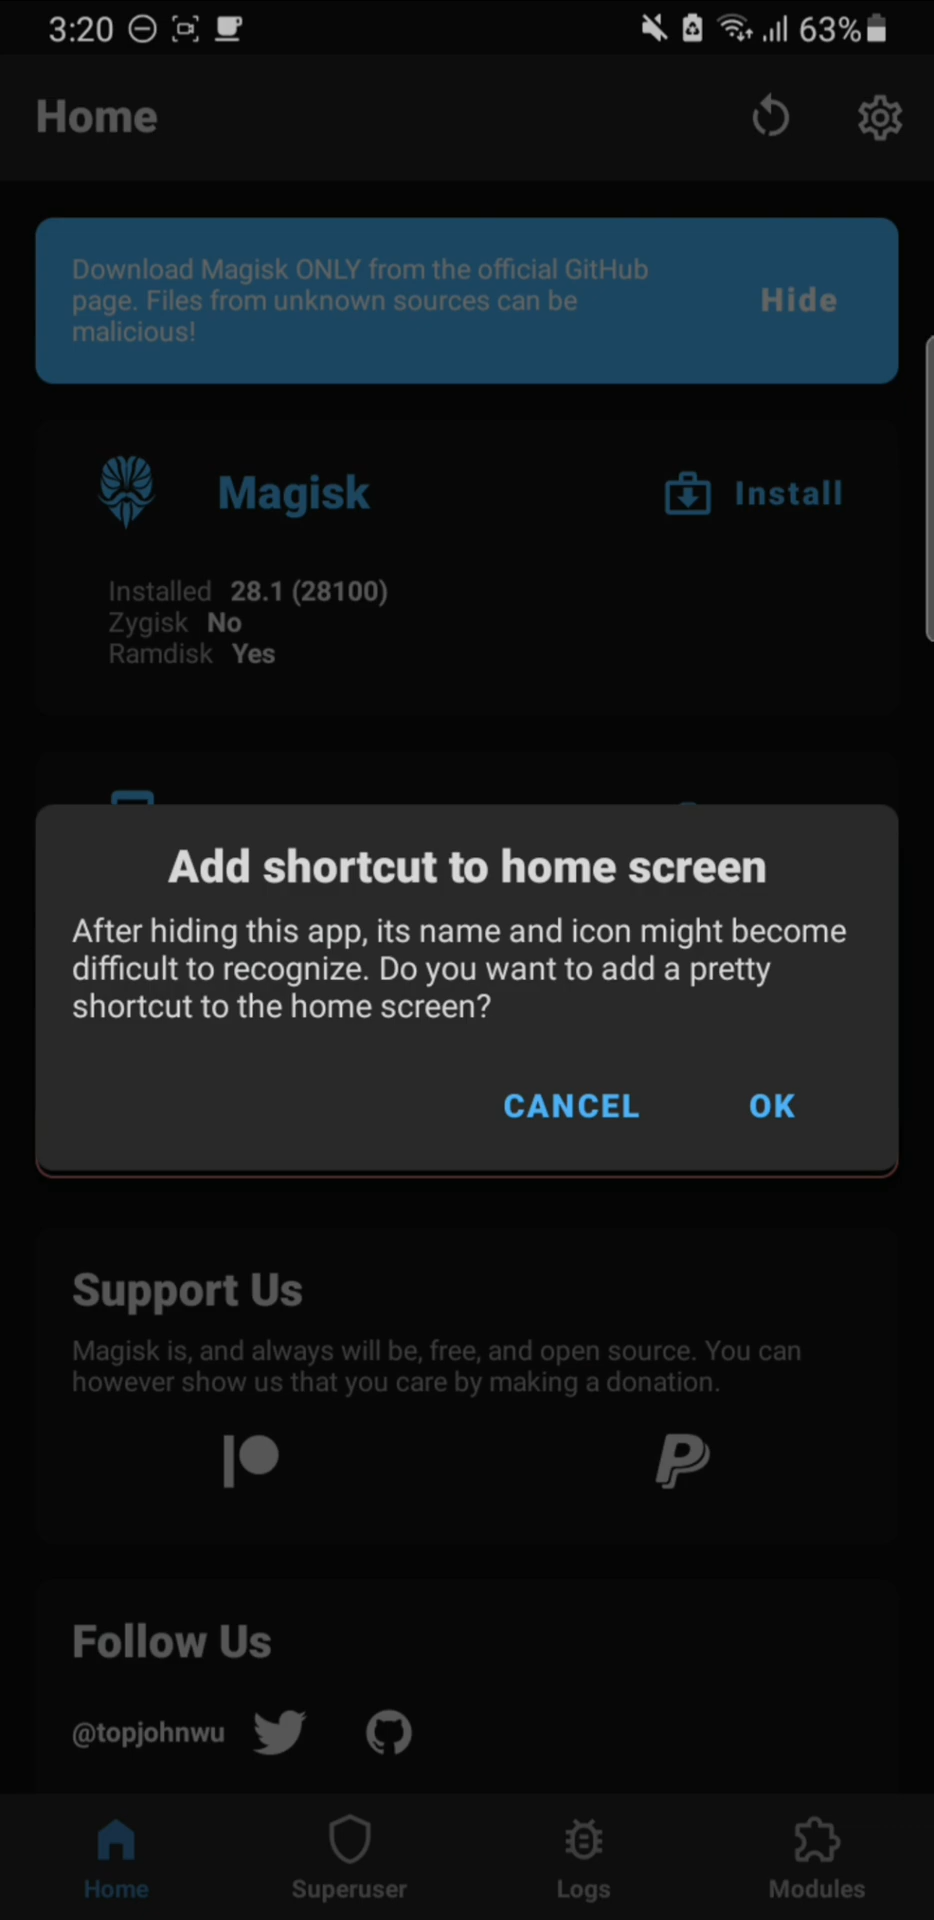 3:20 63%
Home
Download Magisk ONLY from the official GitHub
page. Files from unknown sources can be
malicious!
Hide
Magisk
Install
Installed 28.1 (28100)
Zygisk No
Ramdisk Yes
Add shortcut to home screen
After hiding this app, its name and icon might become
difficult to recognize. Do you want to add a pretty
shortcut to the home screen?
CANCEL OK
Support Us
Magisk is, and always will be, free, and open source. You can
however show us that you care by making a donation.
Follow Us
@topjohnwu
Home Superuser Logs Modules